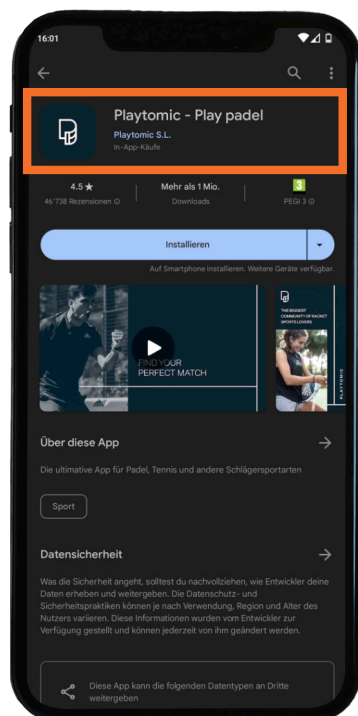 16:01
Playtomic - Play padel
Playtomic S.L.
In-App-Käufe
4.5 ★
46'738 Rezensionen
Mehr als 1 Mio.
Downloads
3
PEGI 3
Installieren
Auf Smartphone installieren. Weitere Geräte verfügbar.
FIND YOUR
PERFECT MATCH
THE BIGGEST
COMMUNITY OF RACKET
SPORTS LOVERS
PLAYTOMIC
Über diese App
Die ultimative App für Padel, Tennis und andere Schlägersportarten
Sport
Datensicherheit
Was die Sicherheit angeht, solltest du nachvollziehen, wie Entwickler deine
Daten erheben und weitergeben. Die Datenschutz- und
Sicherheitspraktiken können je nach Verwendung, Region und Alter des
Nutzers variieren. Diese Informationen wurden vom Entwickler zur
Verfügung gestellt und können jederzeit von ihm geändert werden.
Diese App kann die folgenden Datentypen an Dritte
weitergeben